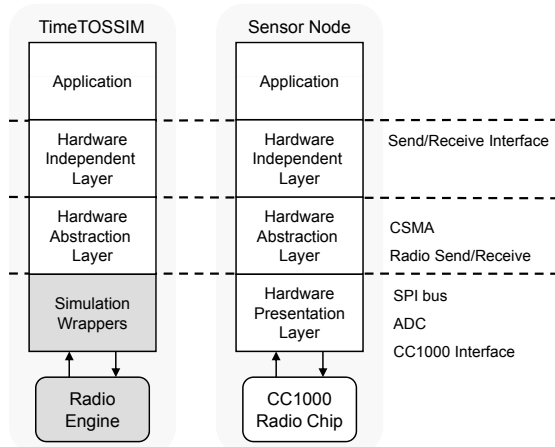 TimeTOSSIM
Sensor Node
Application
Application
Hardware
Independent
Layer
Hardware
Independent
Layer
Send/Receive Interface
Hardware
Abstraction
Layer
Hardware
Abstraction
Layer
CSMA
Radio Send/Receive
Simulation
Wrappers
Hardware
Presentation
Layer
SPI bus
ADC
CC1000 Interface
Radio
Engine
CC1000
Radio Chip